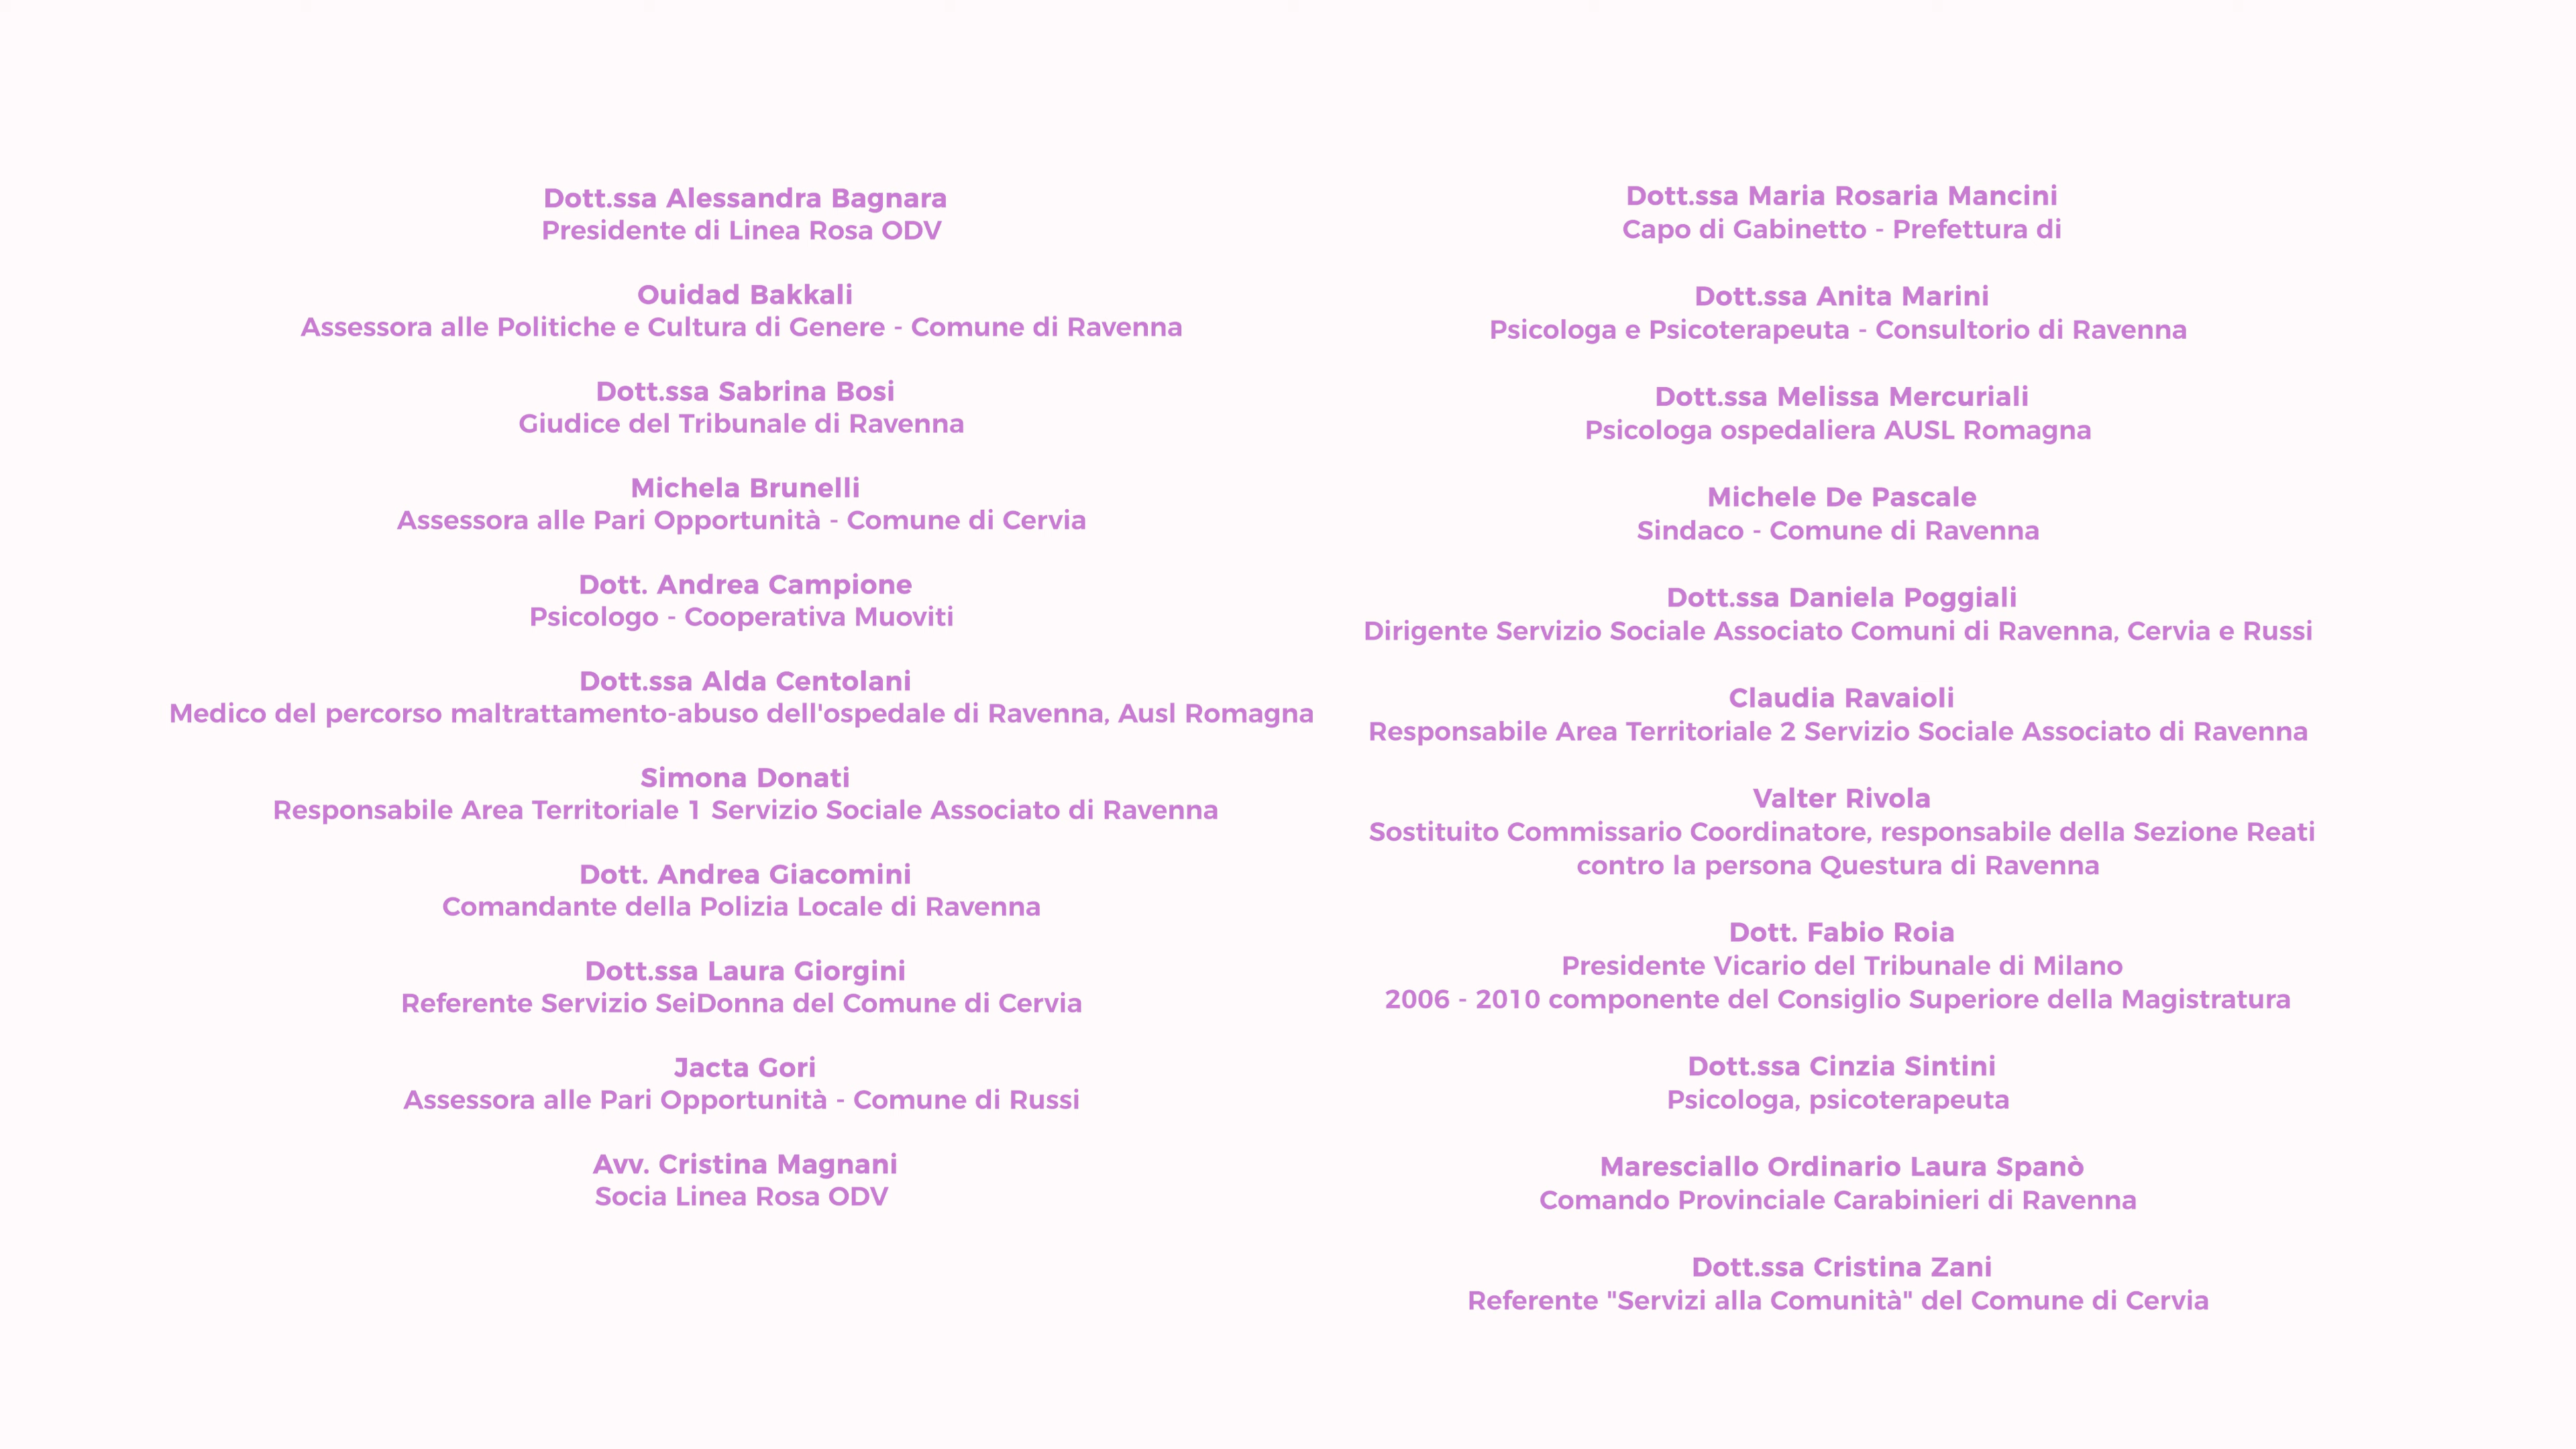 Dott.ssa Alessandra Bagnara
Presidente di Linea Rosa ODV
Ouidad Bakkali
Assessora alle Politiche e Cultura di Genere - Comune di Ravenna
Dott.ssa Sabrina Bosi
Giudice del Tribunale di Ravenna
Michela Brunelli
Assessora alle Pari Opportunità - Comune di Cervia
Dott. Andrea Campione
Psicologo - Cooperativa Muoviti
Dott.ssa Alda Centolani
Medico del percorso maltrattamento-abuso dell'ospedale di Ravenna, Ausl Romagna
Simona Donati
Responsabile Area Territoriale 1 Servizio Sociale Associato di Ravenna
Dott. Andrea Giacomini
Comandante della Polizia Locale di Ravenna
Dott.ssa Laura Giorgini
Referente Servizio SeiDonna del Comune di Cervia
Jacta Gori
Assessora alle Pari Opportunità - Comune di Russi
Avv. Cristina Magnani
Socia Linea Rosa ODV
Dott.ssa Maria Rosaria Mancini
Capo di Gabinetto - Prefettura di
Dott.ssa Anita Marini
Psicologa e Psicoterapeuta - Consultorio di Ravenna
Dott.ssa Melissa Mercuriali
Psicologa ospedaliera AUSL Romagna
Michele De Pascale
Sindaco - Comune di Ravenna
Dott.ssa Daniela Poggiali
Dirigente Servizio Sociale Associato Comuni di Ravenna, Cervia e Russi
Claudia Ravaioli
Responsabile Area Territoriale 2 Servizio Sociale Associato di Ravenna
Valter Rivola
Sostituito Commissario Coordinatore, responsabile della Sezione Reati
contro la persona Questura di Ravenna
Dott. Fabio Roia
Presidente Vicario del Tribunale di Milano
2006 - 2010 componente del Consiglio Superiore della Magistratura
Dott.ssa Cinzia Sintini
Psicologa, psicoterapeuta
Maresciallo Ordinario Laura Spanò
Comando Provinciale Carabinieri di Ravenna
Dott.ssa Cristina Zani
Referente "Servizi alla Comunità" del Comune di Cervia